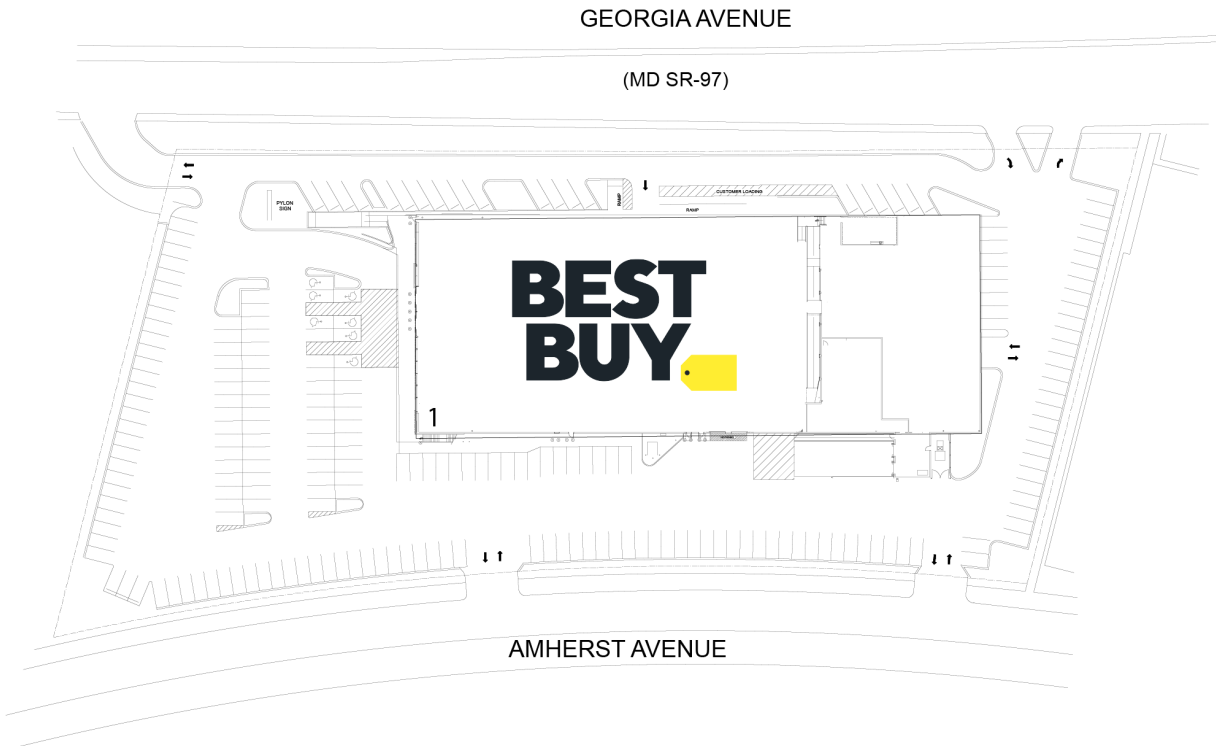 GEORGIA AVENUE
(MD SR-97)
PYLON
SIGN
RAMP
CUSTOMER LOADING
RAMP
BEST
BUY
1
AMHERST AVENUE